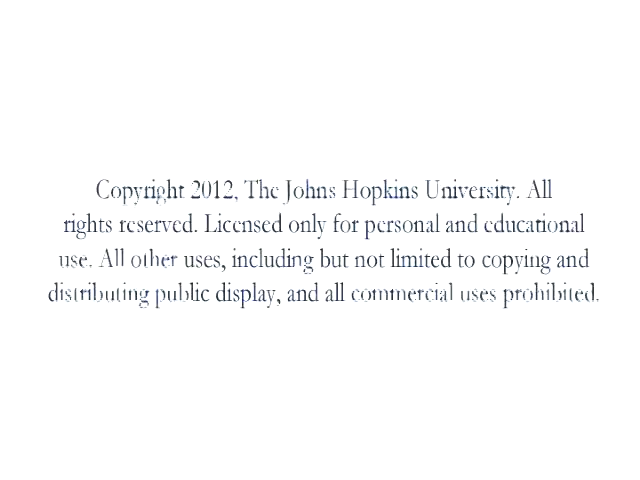 Copyright 2012, The Johns Hopkins University. All
rights reserved. Licensed only for personal and educational
use. All other uses, including but not limited to copying and
distributing public display, and all commercial uses prohibited.